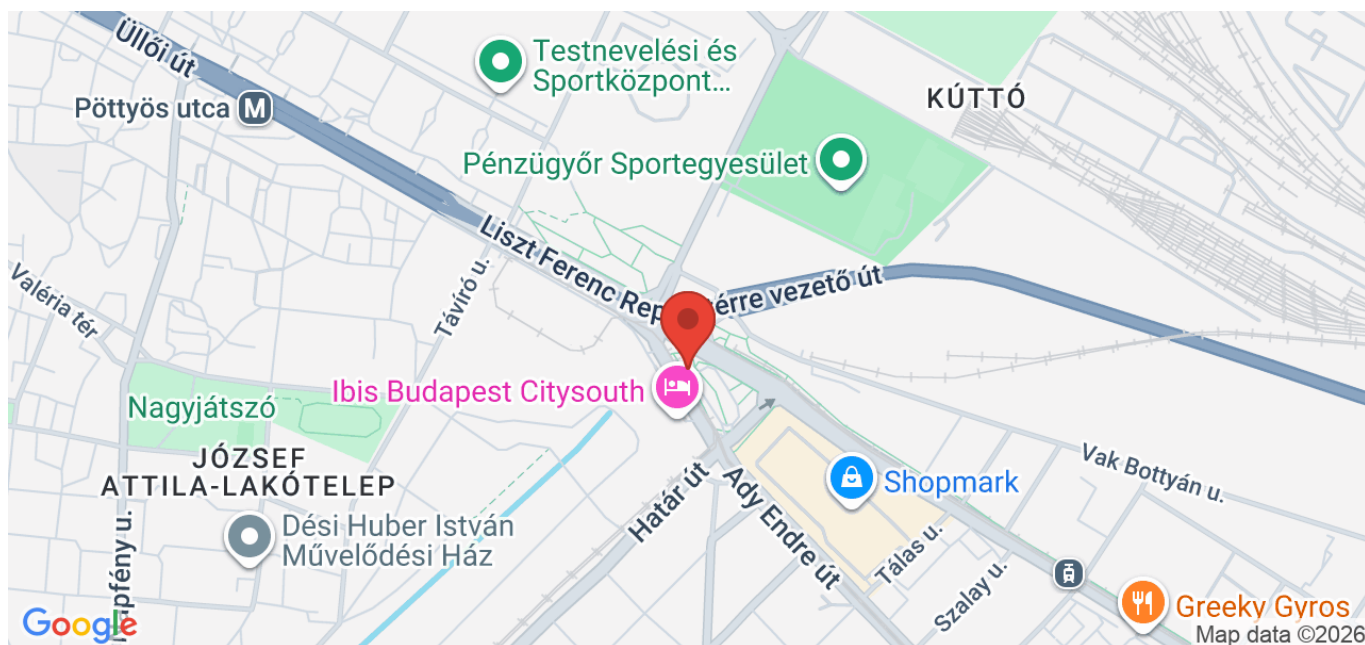 Üllői út
Testnevelési és
Sportközpont...
Pöttyös utca M
KÚTTÓ
Pénzügyőr Sportegyesület
Liszt Ferenc Rep térre vezető út
Valéria tér
Távíró u.
Ibis Budapest Citysouth
Nagyjátszó
JÓZSEF
ATTILA-LAKÓTELEP
Vak Bottyán u.
Határ út
Ady Endre út
Shopmark
Dési Huber István
Művelődési Ház
Tálas u.
Szalay u.
Greeky Gyros
Google
Map data ©2026